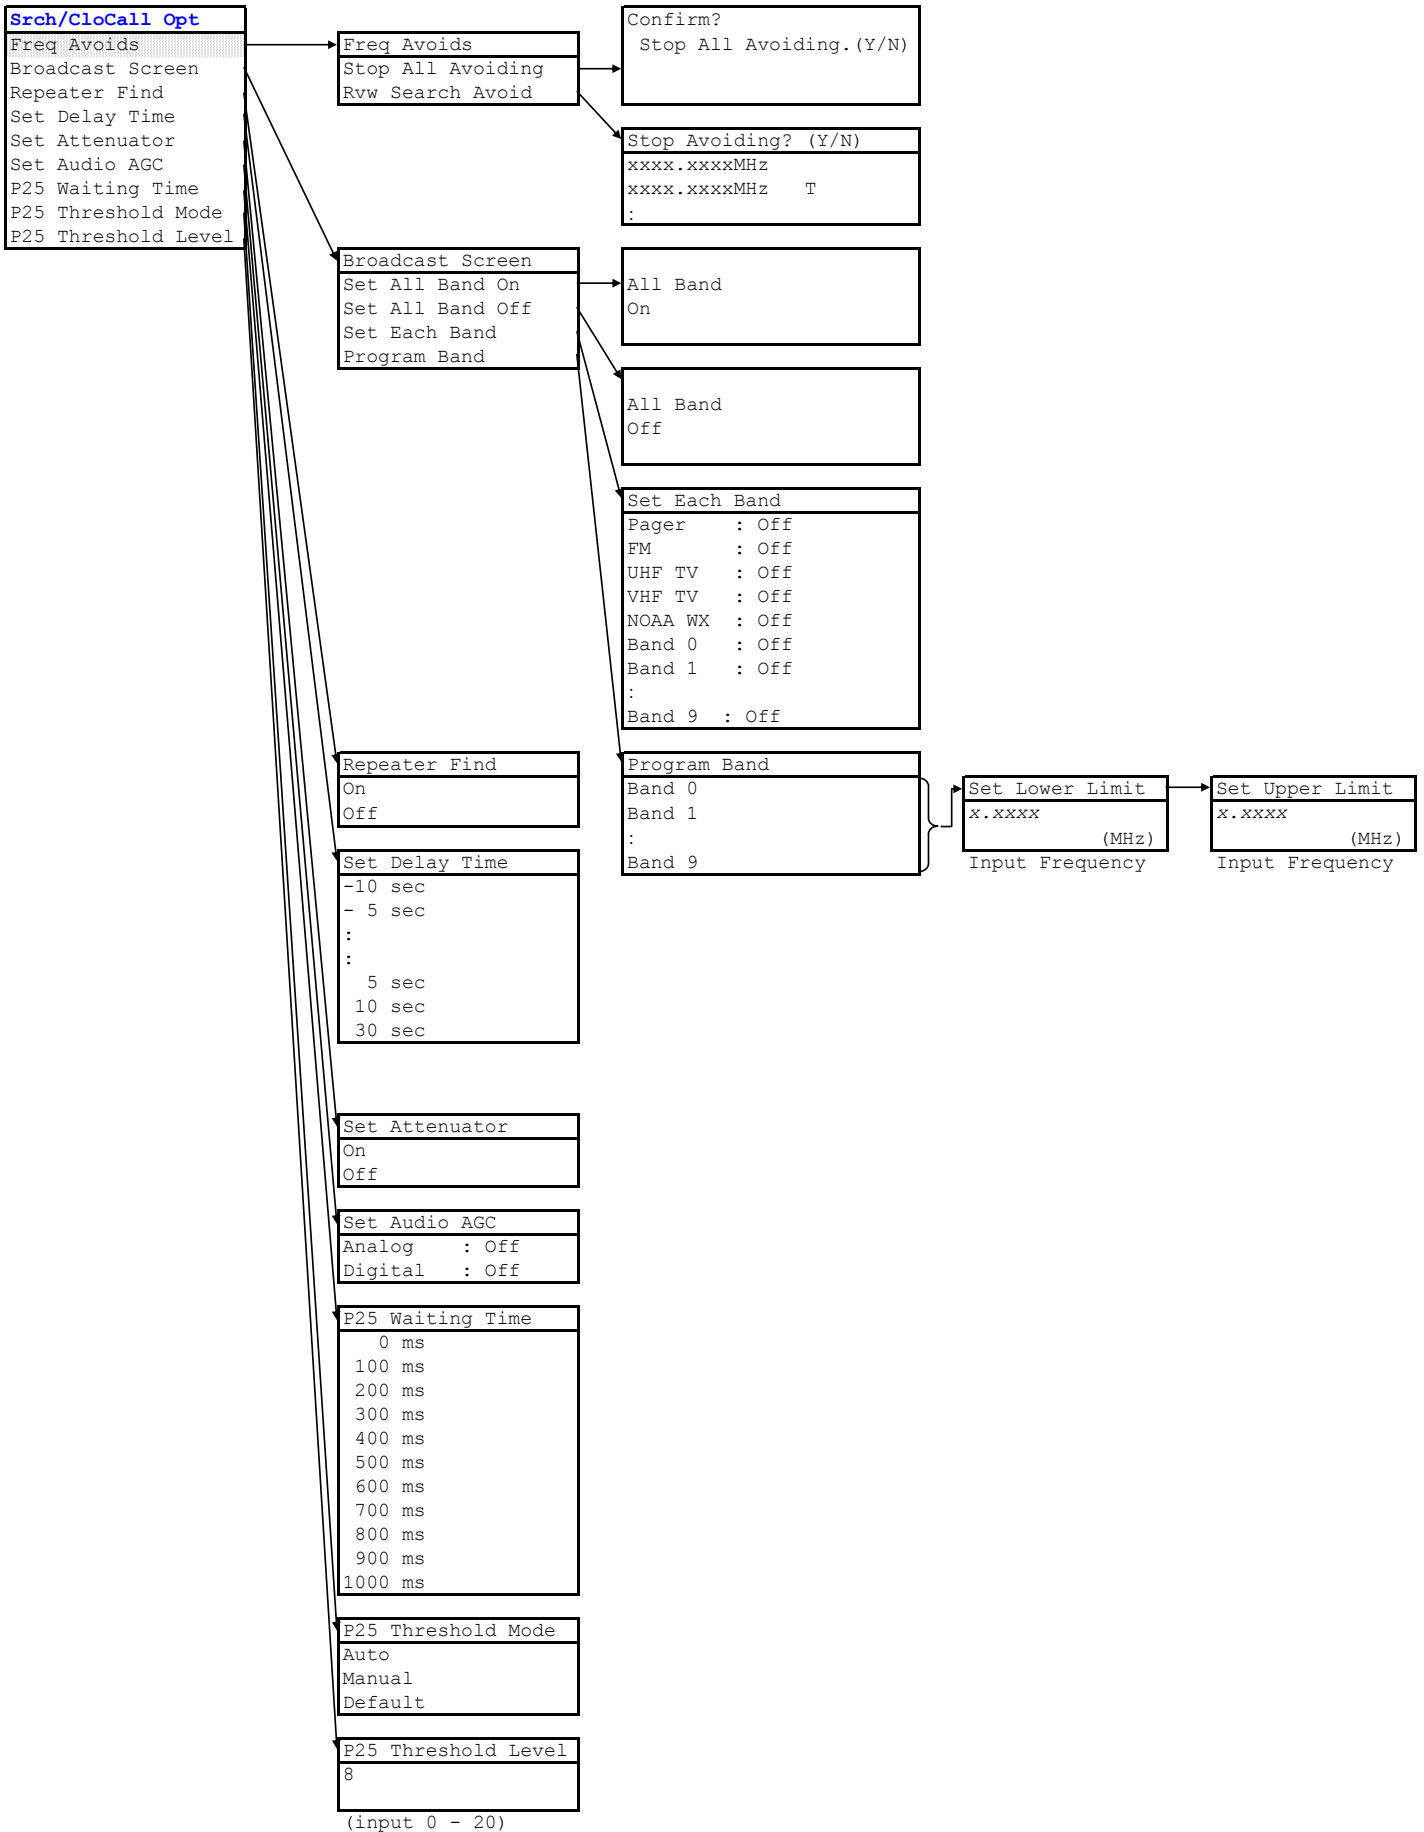 Srch/CloCall Opt
Freq Avoids
Broadcast Screen
Repeater Find
Set Delay Time
Set Attenuator
Set Audio AGC
P25 Waiting Time
P25 Threshold Mode
P25 Threshold Level
Freq Avoids
Stop All Avoiding
Rvw Search Avoid
Confirm?
Stop All Avoiding.(Y/N)
Stop Avoiding? (Y/N)
xxxx.xxxxMHz
xxxx.xxxxMHz T
:
Broadcast Screen
Set All Band On
Set All Band Off
Set Each Band
Program Band
All Band
On
All Band
Off
Set Each Band
Pager : Off
FM : Off
UHF TV : Off
VHF TV : Off
NOAA WX : Off
Band 0 : Off
Band 1 : Off
:
Band 9 : Off
Repeater Find
On
Off
Program Band
Band 0
Band 1
:
Band 9
Set Lower Limit
x.xxxx
(MHz)
Input Frequency
Set Upper Limit
x.xxxx
(MHz)
Input Frequency
Set Delay Time
-10 sec
- 5 sec
:
:
5 sec
10 sec
30 sec
Set Attenuator
On
Off
Set Audio AGC
Analog : Off
Digital : Off
P25 Waiting Time
0 ms
100 ms
200 ms
300 ms
400 ms
500 ms
600 ms
700 ms
800 ms
900 ms
1000 ms
P25 Threshold Mode
Auto
Manual
Default
P25 Threshold Level
8
(input 0 - 20)